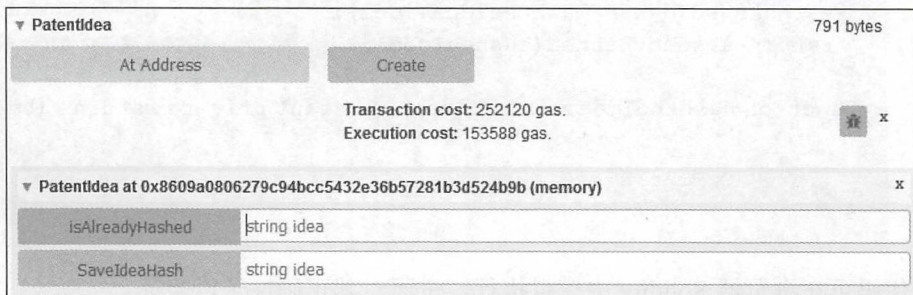 ▼ PatentIdea 791 bytes
At Address Create
Transaction cost: 252120 gas.
Execution cost: 153588 gas.
x
▼ PatentIdea at 0x8609a0806279c94bcc5432e36b57281b3d524b9b (memory) x
isAlreadyHashed string idea
SaveIdeaHash string idea